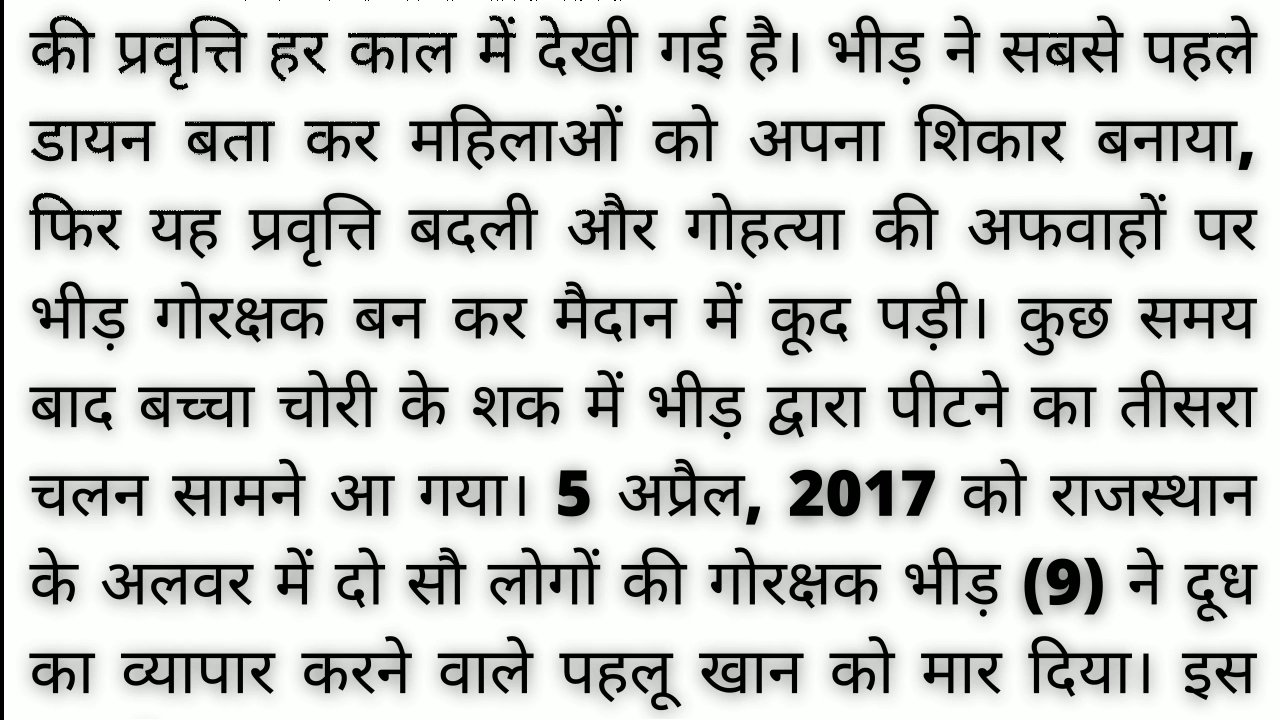 की प्रवृत्ति हर काल में देखी गई है। भीड़ ने सबसे पहले
डायन बता कर महिलाओं को अपना शिकार बनाया,
फिर यह प्रवृत्ति बदली और गोहत्या की अफवाहों पर
भीड़ गोरक्षक बन कर मैदान में कूद पड़ी। कुछ समय
बाद बच्चा चोरी के शक में भीड़ द्वारा पीटने का तीसरा
चलन सामने आ गया। 5 अप्रैल, 2017 को राजस्थान
के अलवर में दो सौ लोगों की गोरक्षक भीड़ (9) ने दूध
का व्यापार करने वाले पहलू खान को मार दिया। इस